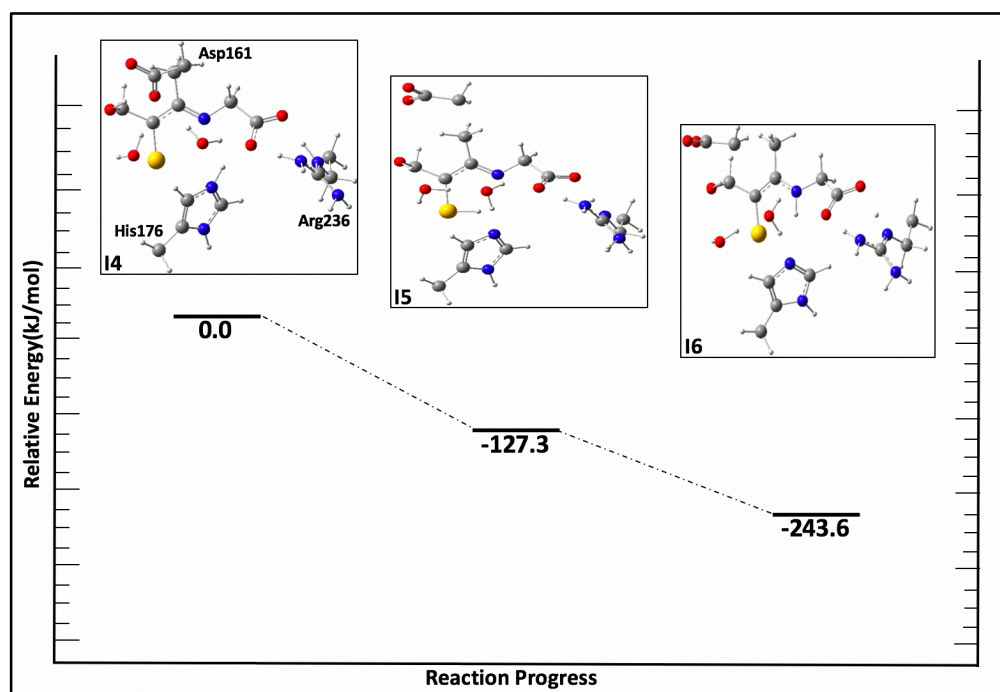 Asp161
His176
Arg236
I4
I5
I6
0.0
-127.3
-243.6
Relative Energy(kJ/mol)
Reaction Progress